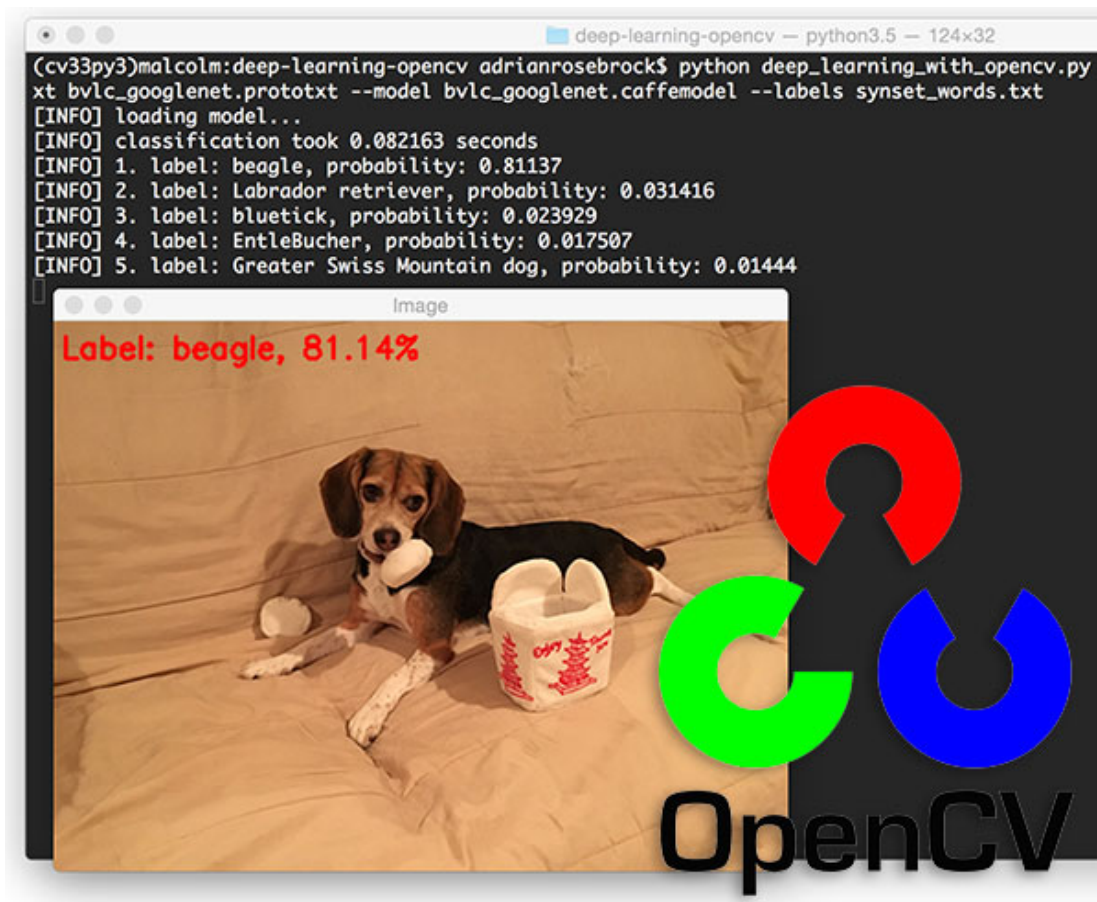 deep-learning-opencv — python3.5 — 124×32
(cv33py3)malcolm:deep-learning-opencv adrianrosebrock$ python deep_learning_with_opencv.py
xt bvlc_googlenet.prototxt --model bvlc_googlenet.caffemodel --labels synset_words.txt
[INFO] loading model...
[INFO] classification took 0.082163 seconds
[INFO] 1. label: beagle, probability: 0.81137
[INFO] 2. label: Labrador retriever, probability: 0.031416
[INFO] 3. label: bluetick, probability: 0.023929
[INFO] 4. label: EntleBucher, probability: 0.017507
[INFO] 5. label: Greater Swiss Mountain dog, probability: 0.01444
Image
Label: beagle, 81.14%
Enjoy
Thank
You
OpenCV